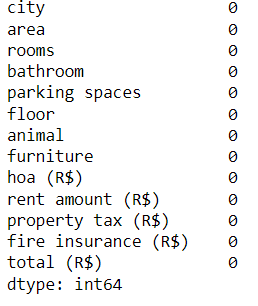 city 0
area 0
rooms 0
bathroom 0
parking spaces 0
floor 0
animal 0
furniture 0
hoa (R$) 0
rent amount (R$) 0
property tax (R$) 0
fire insurance (R$) 0
total (R$) 0
dtype: int64